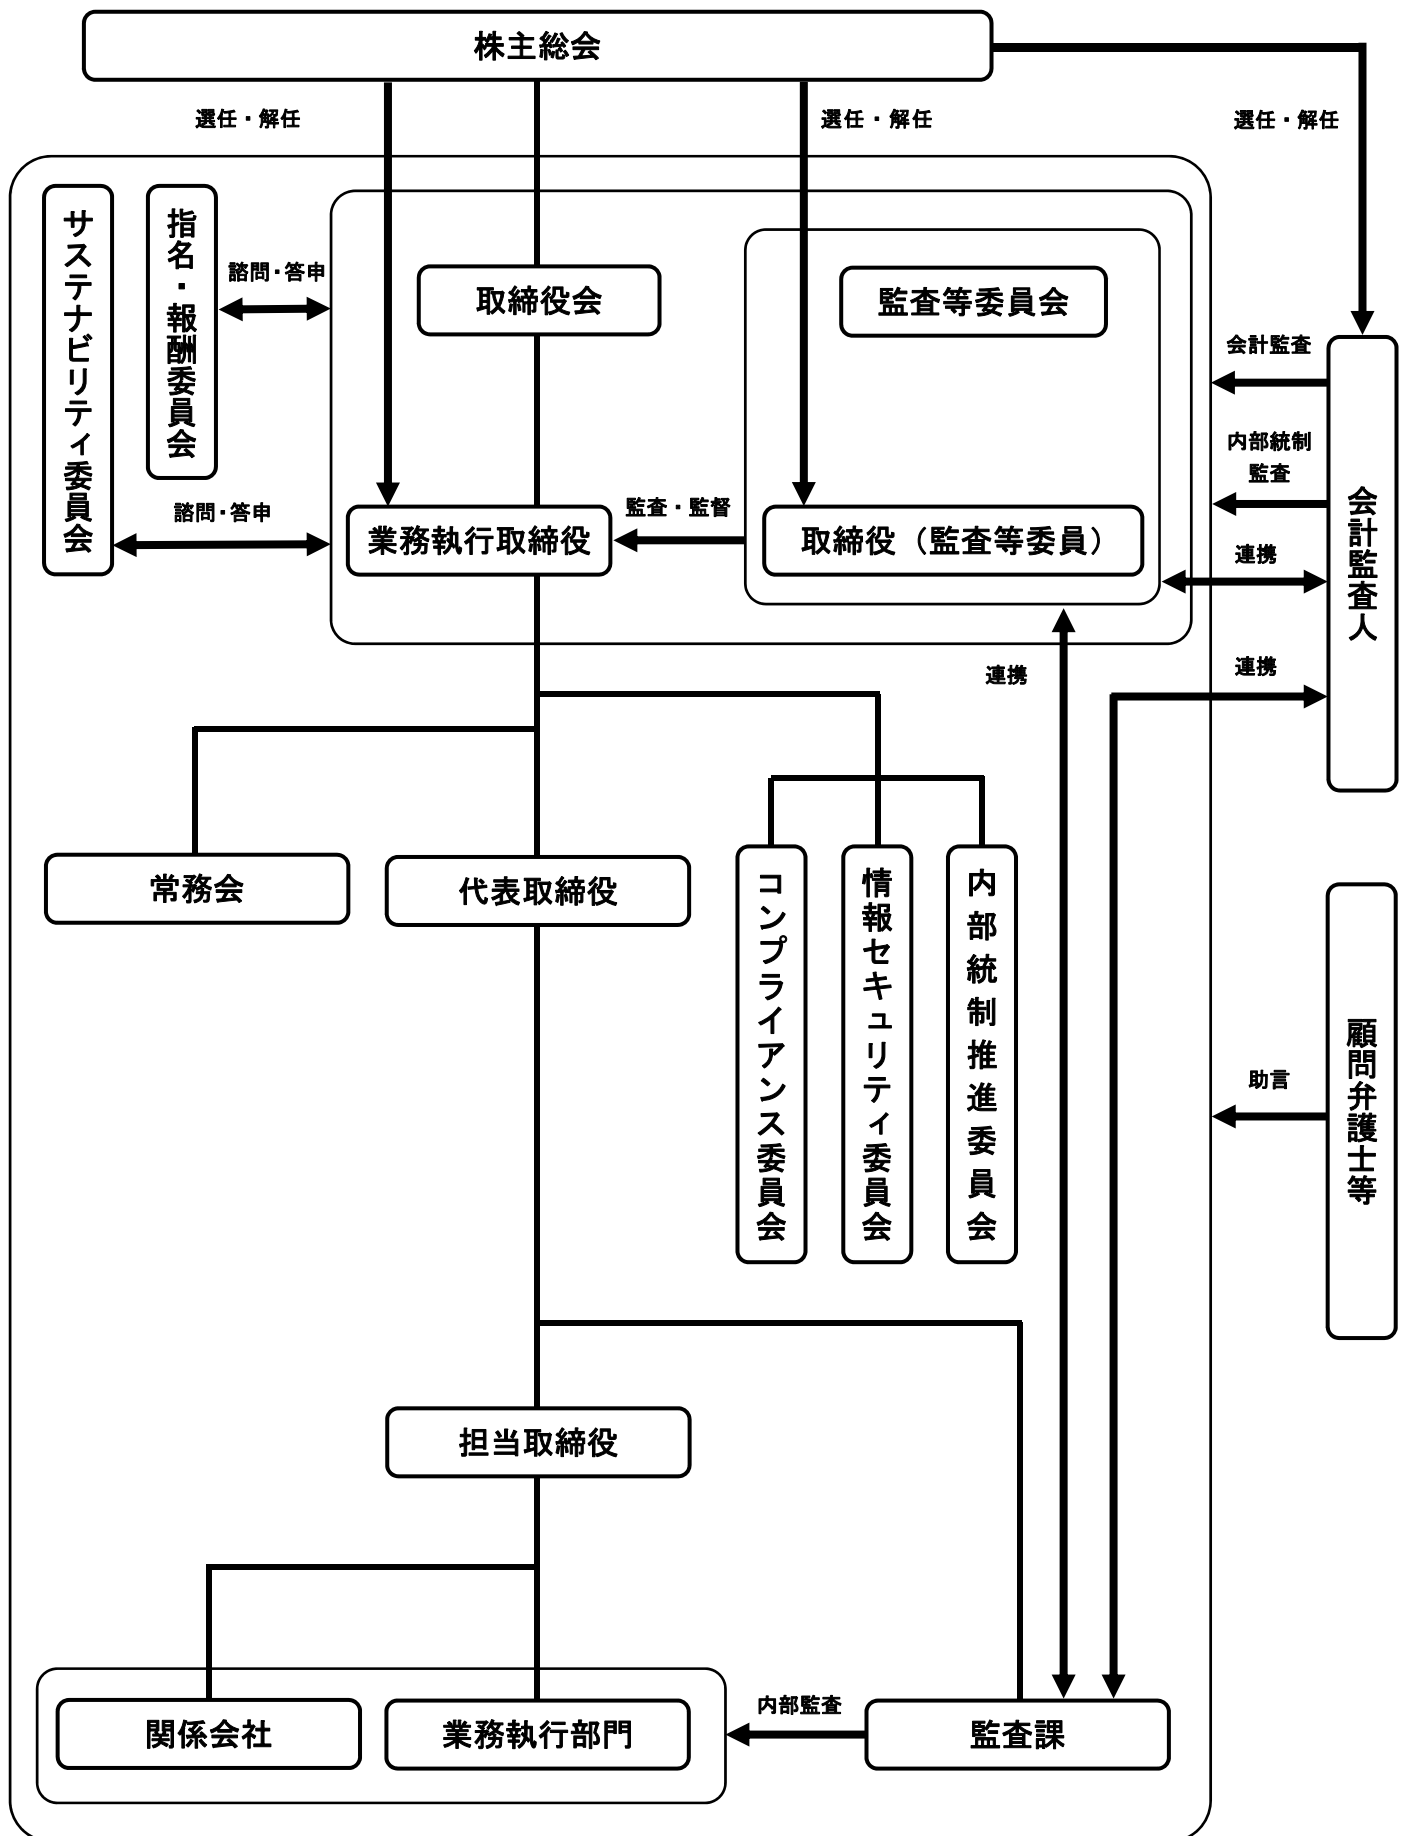 株主総会
選任・解任
選任・解任
選任・解任
サステナビリティ委員会
指名・報酬委員会
諮問・答申
取締役会
監査等委員会
会計監査
内部統制
監査
諮問・答申
業務執行取締役
監査・監督
取締役（監査等委員）
会計監査人
連携
連携
連携
常務会
代表取締役
コンプライアンス委員会
情報セキュリティ委員会
内部統制推進委員会
顧問弁護士等
助言
担当取締役
関係会社
業務執行部門
内部監査
監査課